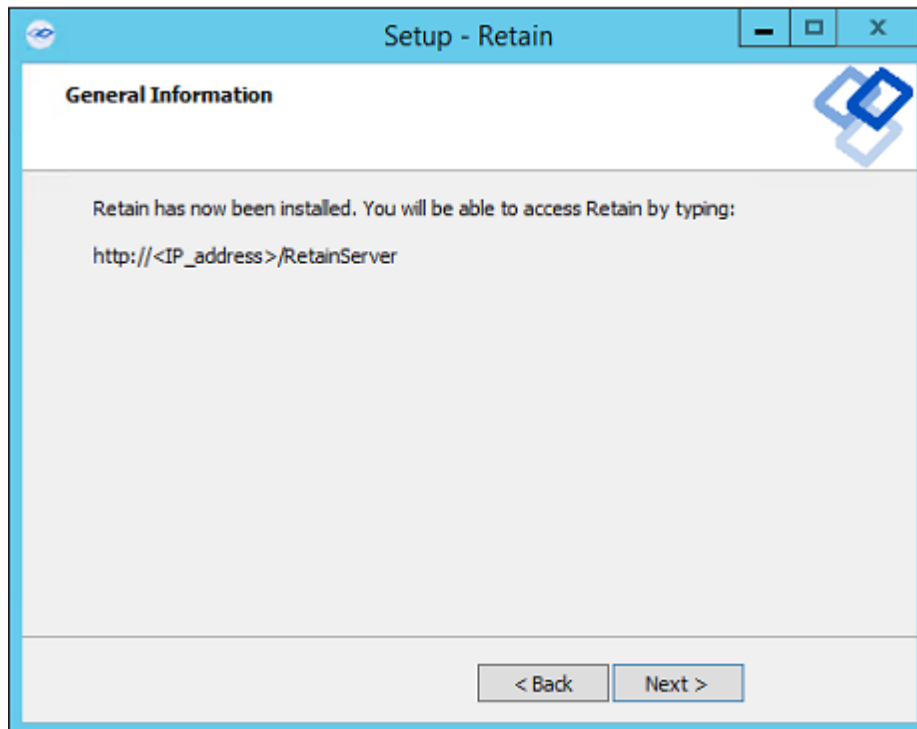 Setup - Retain
General Information
Retain has now been installed. You will be able to access Retain by typing:
http://<IP_address>/RetainServer
< Back
Next >